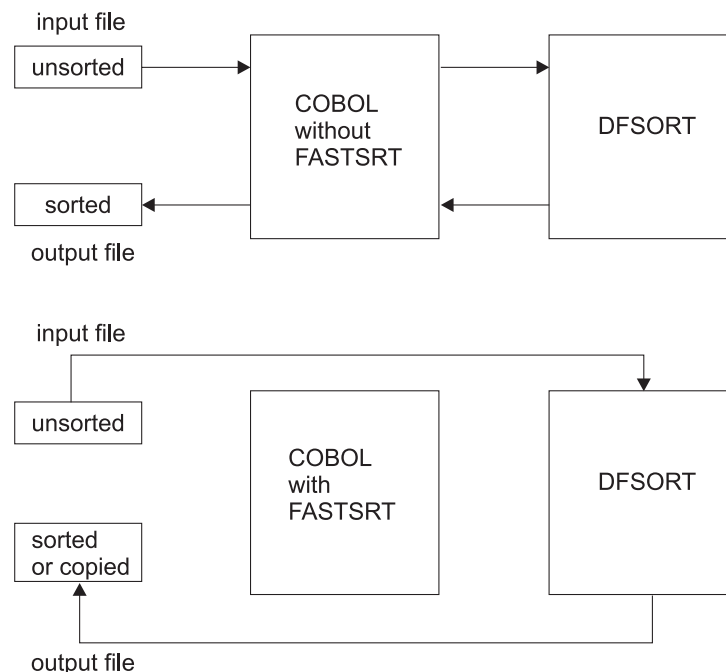 input file
unsorted
COBOL
without
FASTSRT
DFSORT
sorted
output file
input file
unsorted
COBOL
with
FASTSRT
DFSORT
sorted
or copied
output file